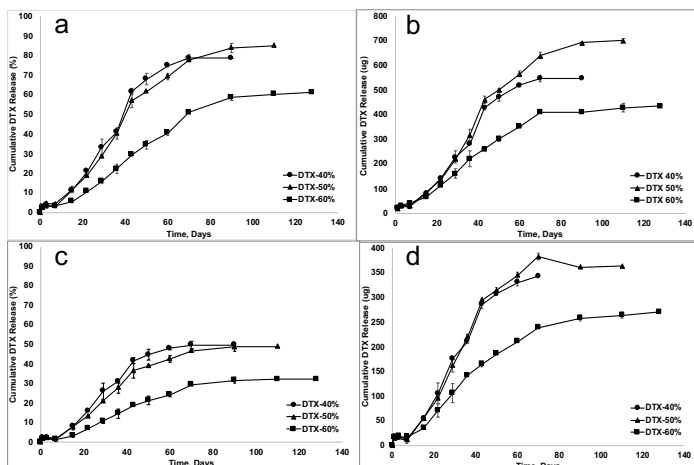 a
Cumulative DTX Release (%)
100
90
80
70
60
50
40
30
20
10
0
0 20 40 60 80 100 120 140
Time, Days
DTX-40%
DTX-50%
DTX-60%
b
Cumulative DTX Release (ug)
800
700
600
500
400
300
200
100
0
0 20 40 60 80 100 120 140
Time, Days
DTX 40%
DTX 50%
DTX 60%
c
Cumulative DTX Release (%)
100
90
80
70
60
50
40
30
20
10
0
0 20 40 60 80 100 120 140
Time, Days
DTX-40%
DTX-50%
DTX-60%
d
Cumulative DTX Release (ug)
400
350
300
250
200
150
100
50
0
0 20 40 60 80 100 120 140
Time, Days
DTX-40%
DTX-50%
DTX-60%